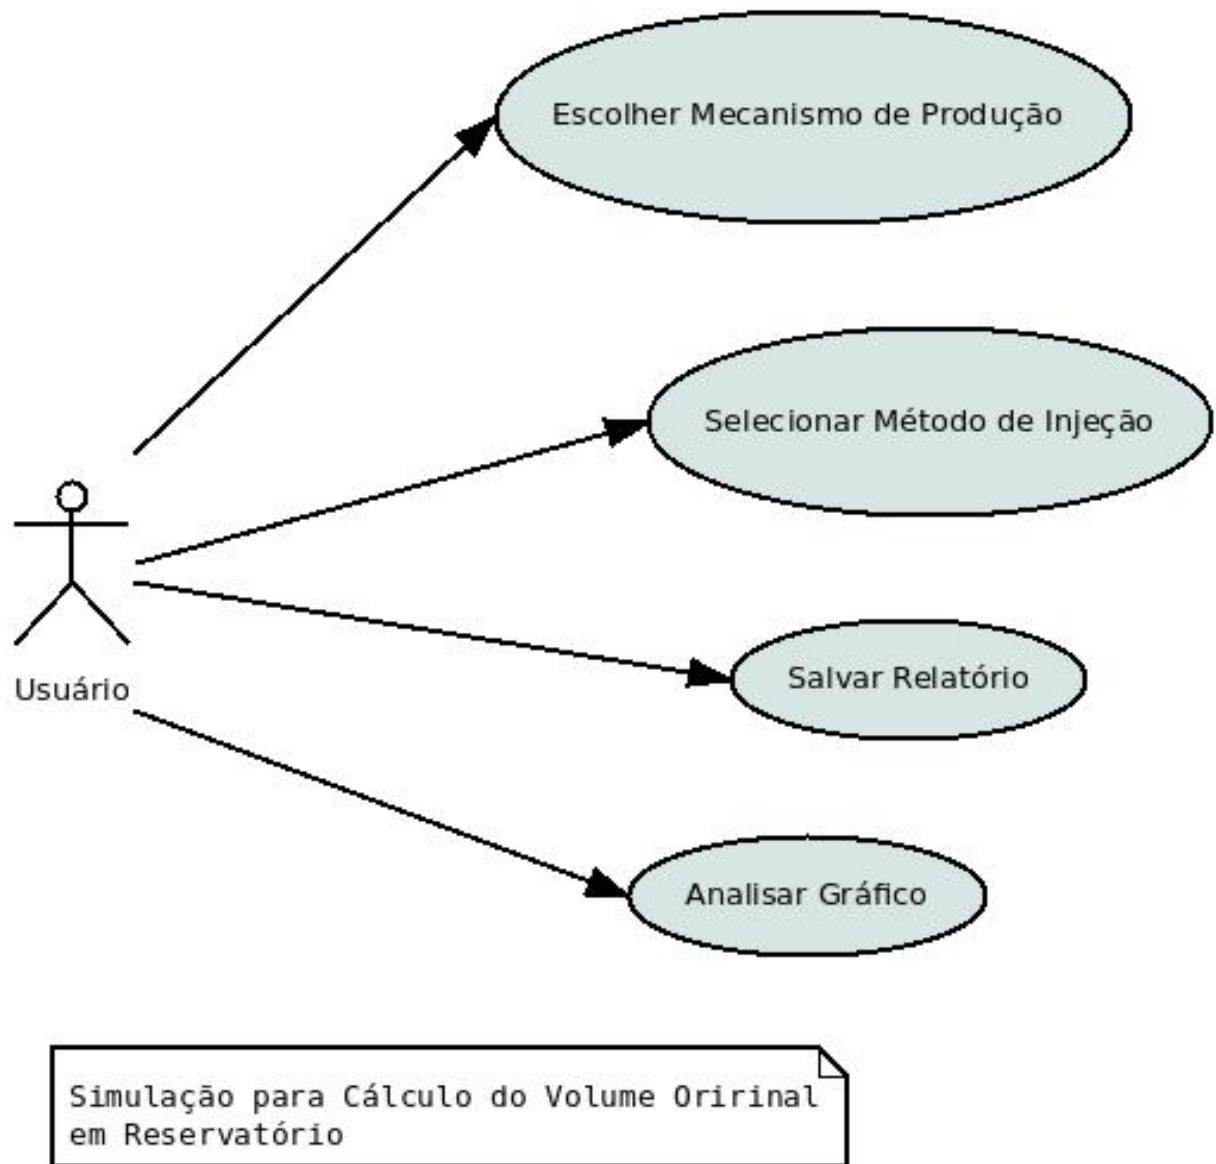 Escolher Mecanismo de Produção
Selecionar Método de Injeção
Salvar Relatório
Usuário
Analisar Gráfico
Simulação para Cálculo do Volume Oririnal
em Reservatório